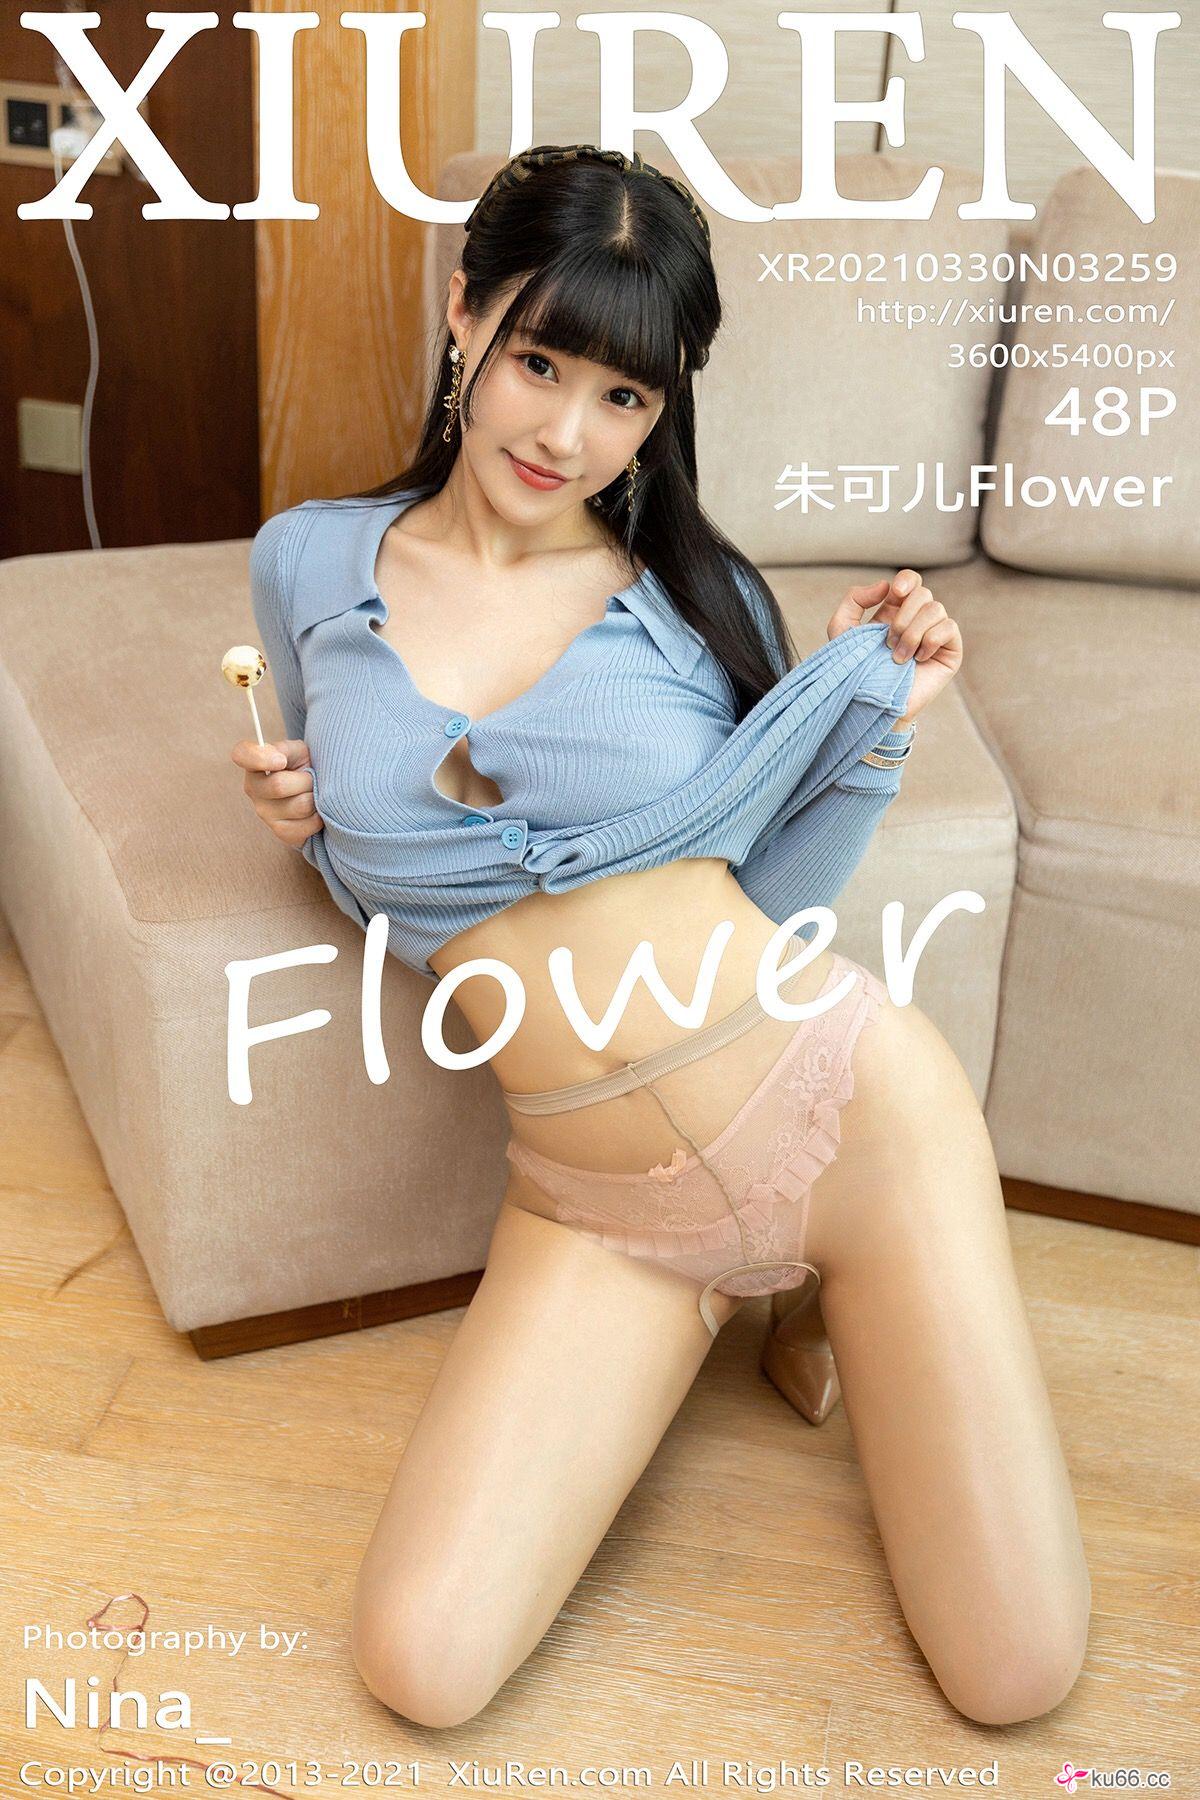 XIUREN
XR20210330N03259
http://xiuren.com/
3600x5400px
48P
朱可儿Flower
Flower
Photography by:
Nina_
Copyright @2013-2021 XiuRen.com All Rights Reserved
ku66.cc